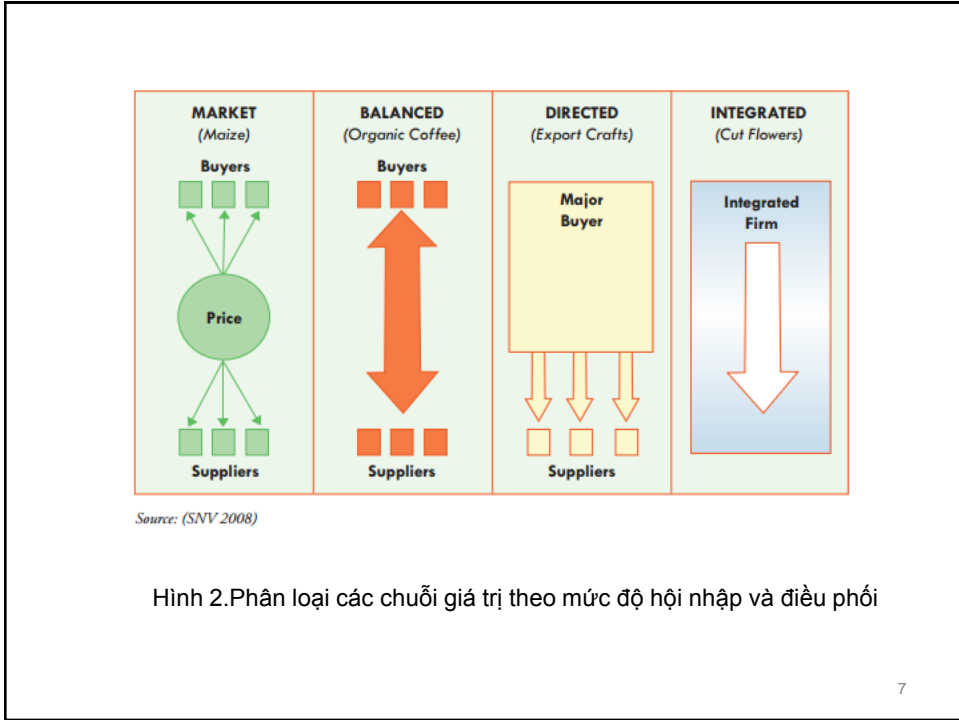 MARKET
(Maize)
Buyers
Price
Suppliers
BALANCED
(Organic Coffee)
Buyers
Suppliers
DIRECTED
(Export Crafts)
Major
Buyer
Suppliers
INTEGRATED
(Cut Flowers)
Integrated
Firm
Source: (SNV 2008)
Hình 2.Phân loại các chuỗi giá trị theo mức độ hội nhập và điều phối
7